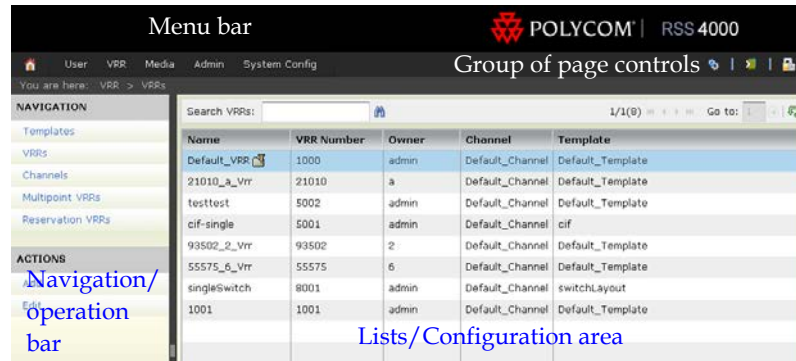 Menu bar
POLYCOM® RSS 4000
User VRR Media Admin System Config
Group of page controls
You are here: VRR > VRRs
NAVIGATION
Templates
VRRs
Channels
Multipoint VRRs
Reservation VRRs
ACTIONS
Edit
Navigation/
operation
bar
Search VRRs:
1/1(8) Go to: 1
Name VRR Number Owner Channel Template
Default_VRR 1000 admin Default_Channel Default_Template
21010_a_Vrr 21010 a Default_Channel Default_Template
testtest 5002 admin Default_Channel Default_Template
cif-single 5001 admin Default_Channel cif
93502_2_Vrr 93502 2 Default_Channel Default_Template
55575_6_Vrr 55575 6 Default_Channel Default_Template
singleSwitch 8001 admin Default_Channel switchLayout
1001 1001 admin Default_Channel Default_Template
Lists/Configuration area